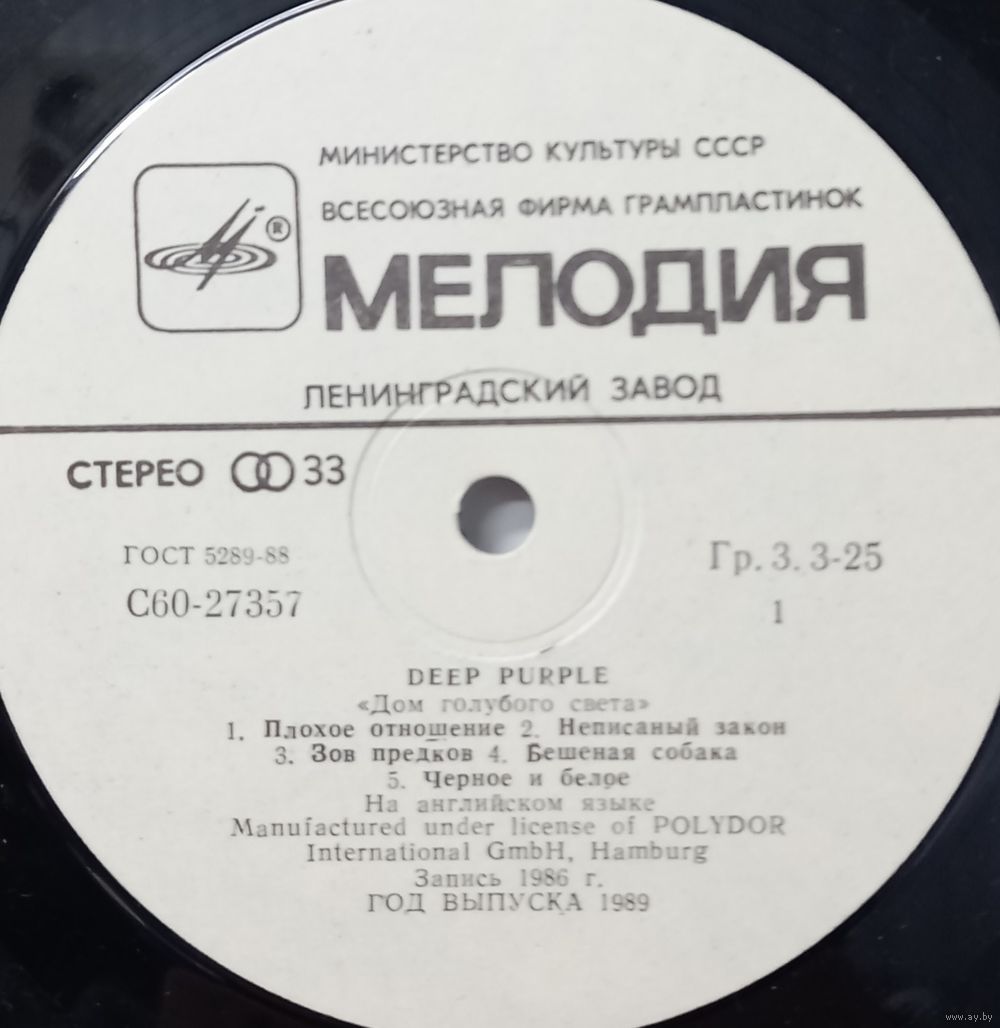 МИНИСТЕРСТВО КУЛЬТУРЫ СССР
ВСЕСОЮЗНАЯ ФИРМА ГРАМПЛАСТИНОК
®
МЕЛОДИЯ
ЛЕНИНГРАДСКИЙ ЗАВОД
СТЕРЕО 33
ГОСТ 5289-88
Гр. 3. 3-25
С60-27357
1
DEEP PURPLE
«Дом голубого света»
1. Плохое отношение 2. Неписаный закон
3. Зов предков 4. Бешеная собака
5. Черное и белое
На английском языке
Manufactured under license of POLYDOR
International GmbH, Hamburg
Запись 1986 г.
ГОД ВЫПУСКА 1989
www.ay.by